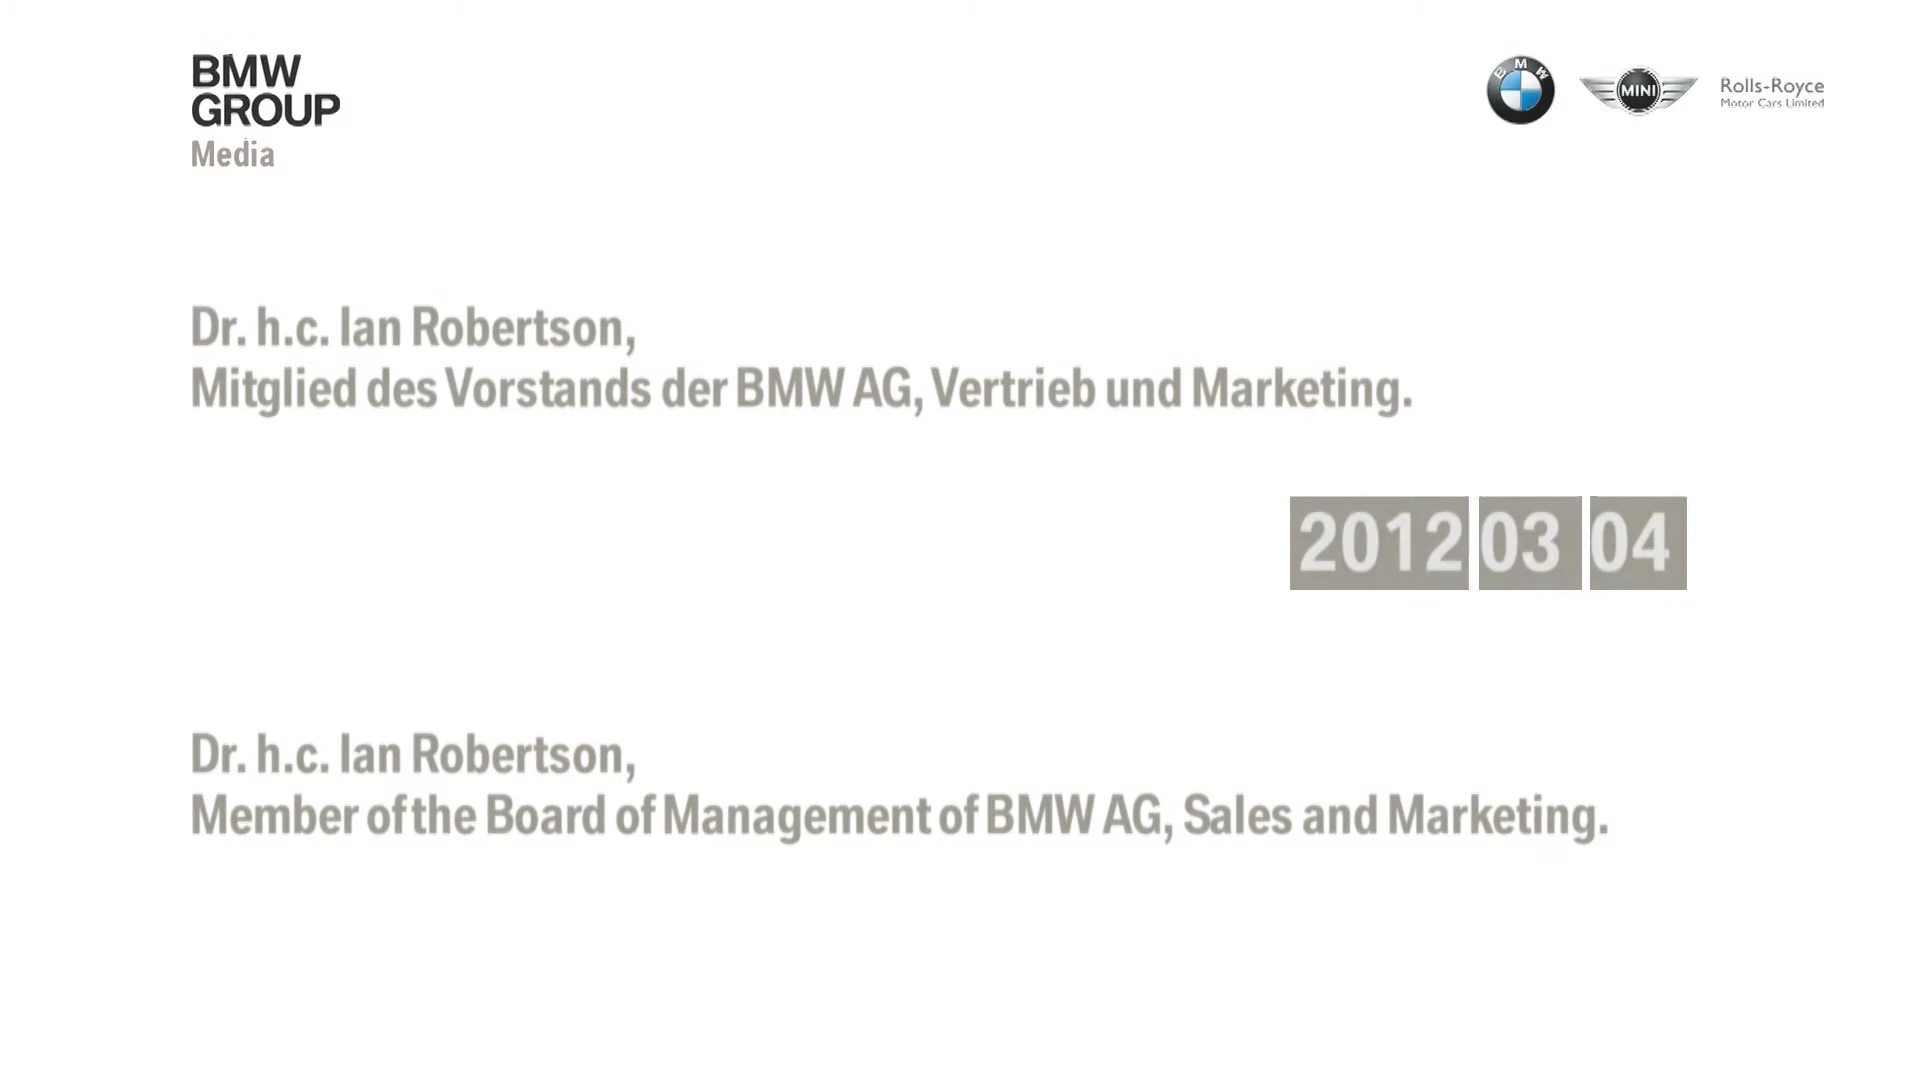 BMW
GROUP
Media
BMW
MINI
Rolls-Royce
Motor Cars Limited
Dr. h.c. Ian Robertson,
Mitglied des Vorstands der BMW AG, Vertrieb und Marketing.
2012 03 04
Dr. h.c. Ian Robertson,
Member of the Board of Management of BMW AG, Sales and Marketing.